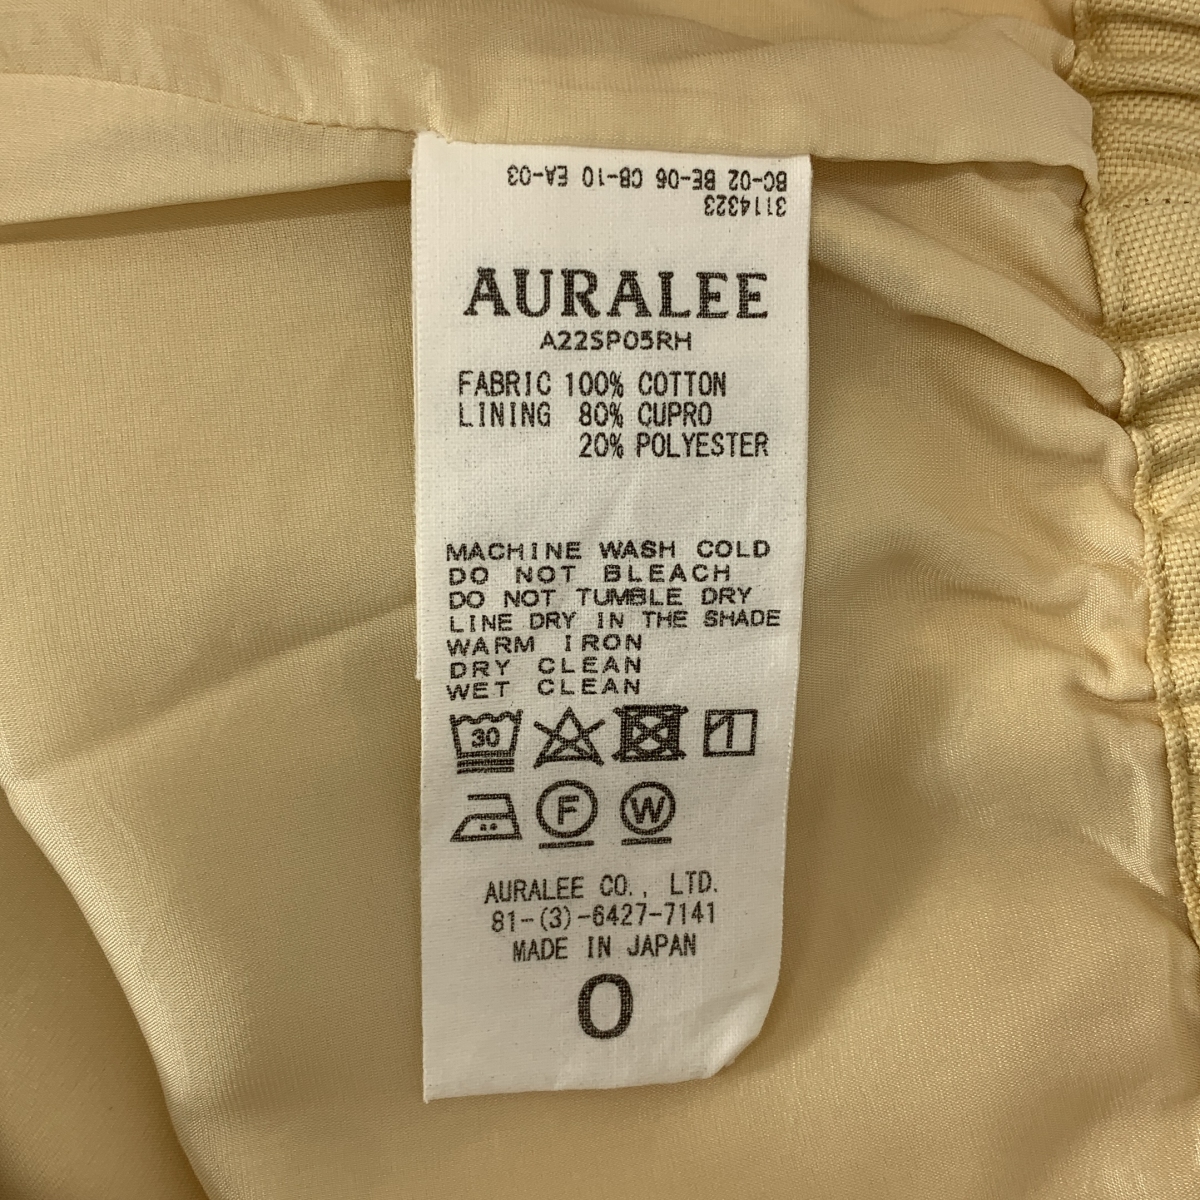 BC-02 BE-06 CB-10 EA-03
3114323
AURALEE
A22SP05RH
FABRIC 100% COTTON
LINING 80% CUPRO
20% POLYESTER
MACHINE WASH COLD
DO NOT BLEACH
DO NOT TUMBLE DRY
LINE DRY IN THE SHADE
WARM IRON
DRY CLEAN
WET CLEAN
30
F W
AURALEE CO., LTD.
81-(3)-6427-7141
MADE IN JAPAN
0